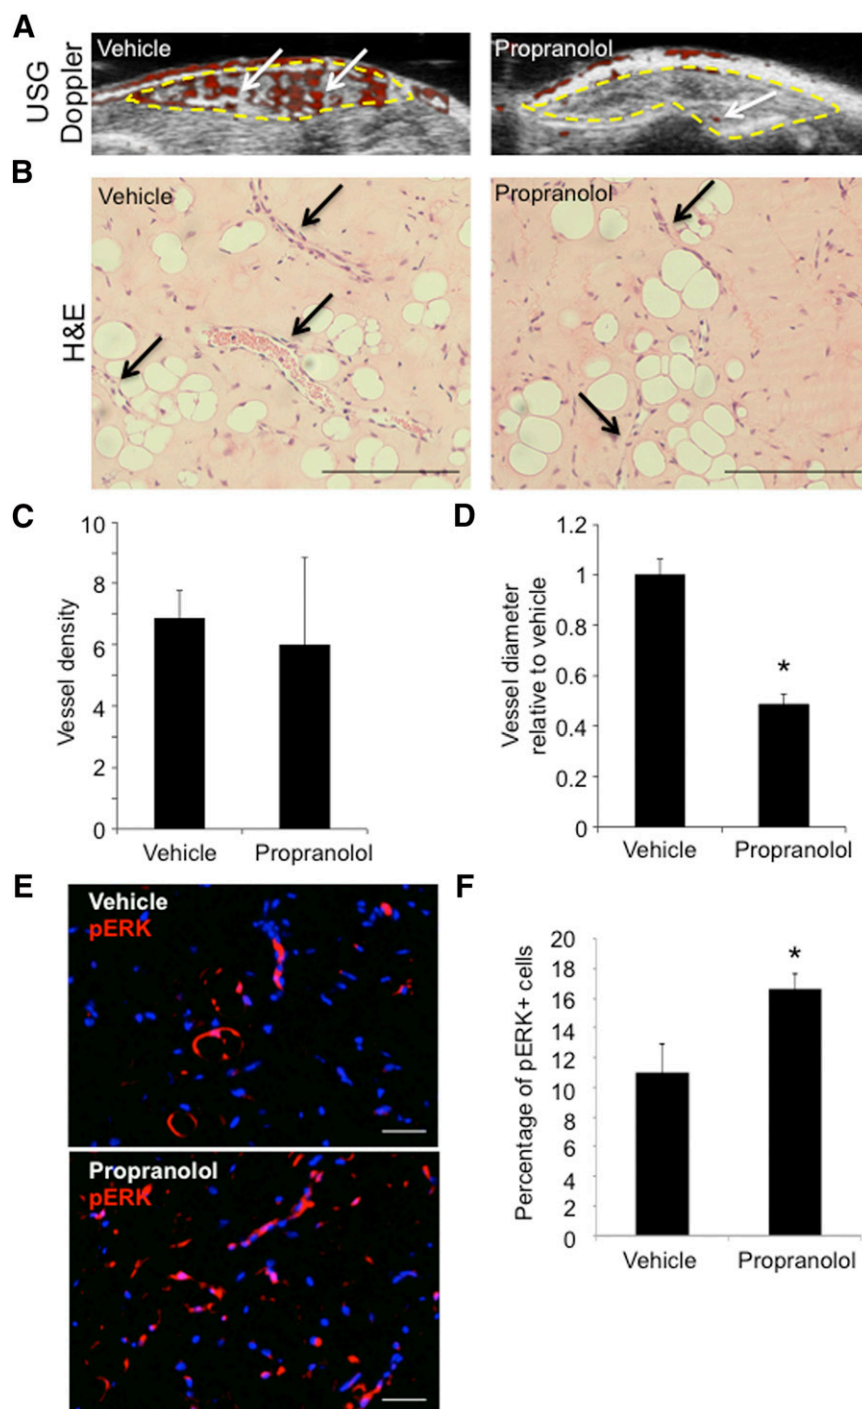 A
USG
Doppler
Vehicle
Propranolol
B
H&E
Vehicle
Propranolol
C
Vessel density
10
8
6
4
2
0
Vehicle
Propranolol
D
Vessel diameter
relative to vehicle
1.2
1
0.8
0.6
0.4
0.2
0
*
Vehicle
Propranolol
E
Vehicle
pERK
Propranolol
pERK
F
Percentage of pERK+ cells
20
18
16
14
12
10
8
6
4
2
0
*
Vehicle
Propranolol